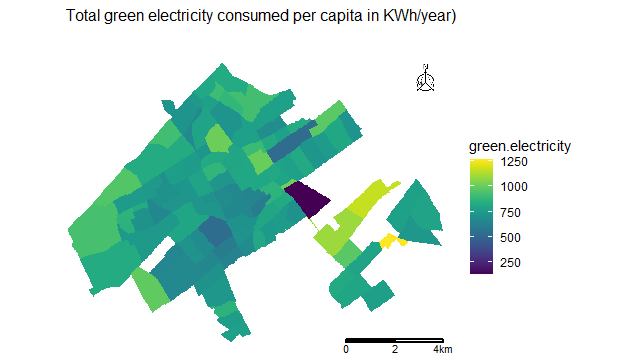 Total green electricity consumed per capita in KWh/year)
N
green.electricity
1250
1000
750
500
250
0 2 4km